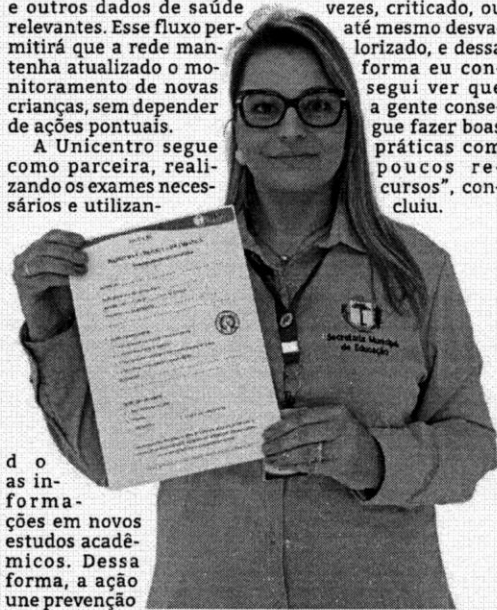 e outros dados de saúde
relevantes. Esse fluxo per-
mitirá que a rede man-
tenha atualizado o mo-
nitoramento de novas
crianças, sem depender
de ações pontuais.
A Unicentro segue
como parceira, reali-
zando os exames neces-
sários e utilizan-
d o
as in-
forma-
ções em novos
estudos acadê-
micos. Dessa
forma, a ação
une prevenção
vezes, criticado, ou
até mesmo desva-
lorizado, e dessa
forma eu con-
segui ver que
a gente conse-
gue fazer boas
práticas com
poucos re-
cursos”, con-
cluiu.
Secretaria Municipal
de Educação